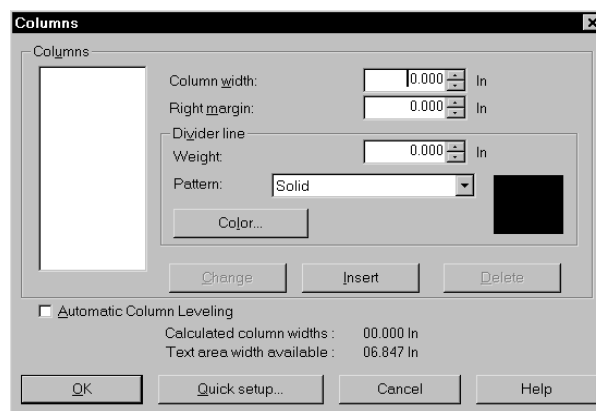 Columns
Columns
Column width: 0.000 In
Right margin: 0.000 In
Divider line
Weight: 0.000 In
Pattern: Solid
Color...
Change Insert Delete
Automatic Column Leveling
Calculated column widths : 00.000 In
Text area width available : 06.847 In
OK Quick setup... Cancel Help